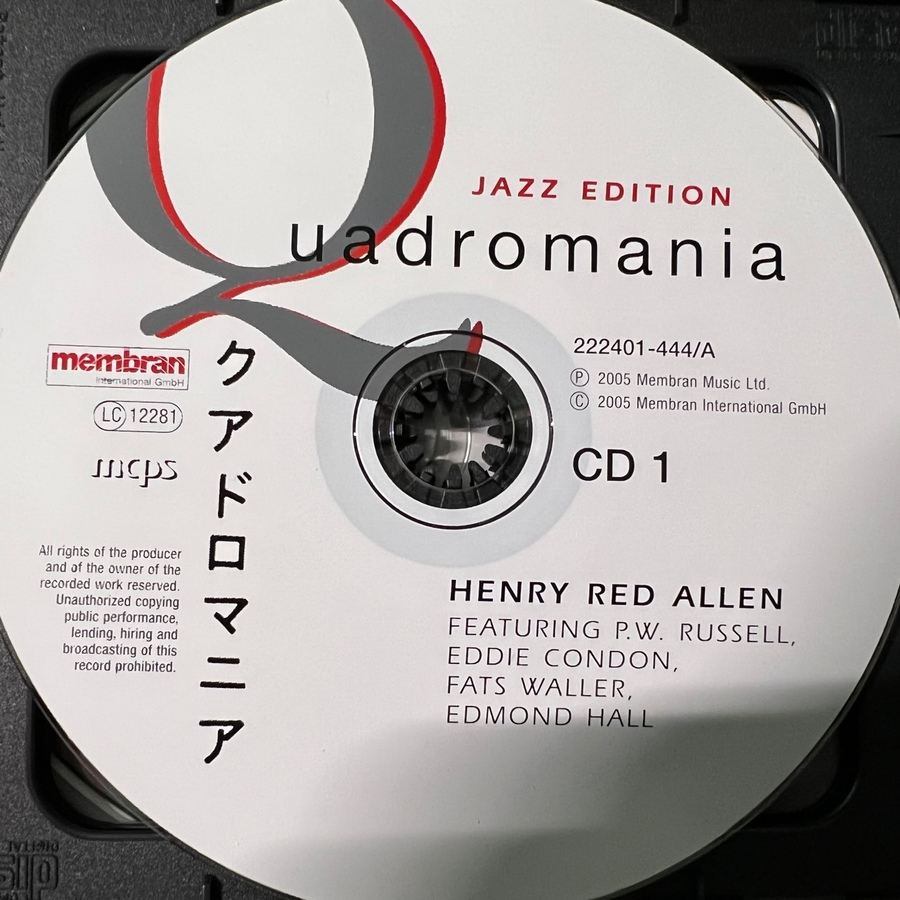 JAZZ EDITION
Quadromania
membran
International GmbH
LC 12281
mcps
クアドロマニア
222401-444/A
Ⓟ 2005 Membran Music Ltd.
© 2005 Membran International GmbH
CD 1
All rights of the producer
and of the owner of the
recorded work reserved.
Unauthorized copying
public performance,
lending, hiring and
broadcasting of this
record prohibited.
HENRY RED ALLEN
FEATURING P.W. RUSSELL,
EDDIE CONDON,
FATS WALLER,
EDMOND HALL